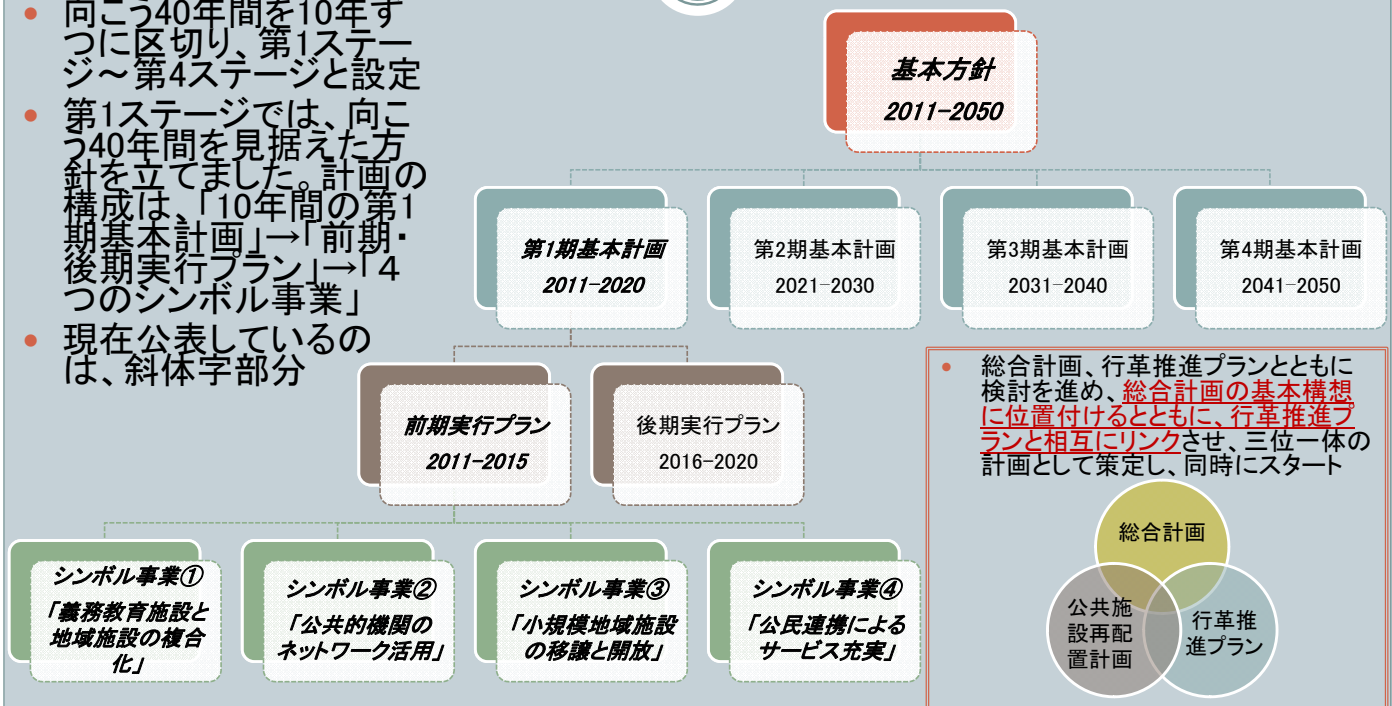 • 向こう40年間を10年ず
つに区切り、第1ステー
ジ～第4ステージと設定
• 第1ステージでは、向こ
う40年間を見据えた方
針を立てました。計画の
構成は、「10年間の第1
期基本計画」→「前期・
後期実行プラン」→「4
つのシンボル事業」
• 現在公表しているの
は、斜体字部分
基本方針
2011-2050
第1期基本計画
2011-2020
第2期基本計画
2021-2030
第3期基本計画
2031-2040
第4期基本計画
2041-2050
前期実行プラン
2011-2015
後期実行プラン
2016-2020
シンボル事業①
「義務教育施設と
地域施設の複合
化」
シンボル事業②
「公共的機関の
ネットワーク活用」
シンボル事業③
「小規模地域施設
の移譲と開放」
シンボル事業④
「公民連携による
サービス充実」
• 総合計画、行革推進プランとともに
検討を進め、総合計画の基本構想
に位置付けるとともに、行革推進プ
ランと相互にリンクさせ、三位一体の
計画として策定し、同時にスタート
総合計画
公共施
設再配
置計画
行革推
進プラン